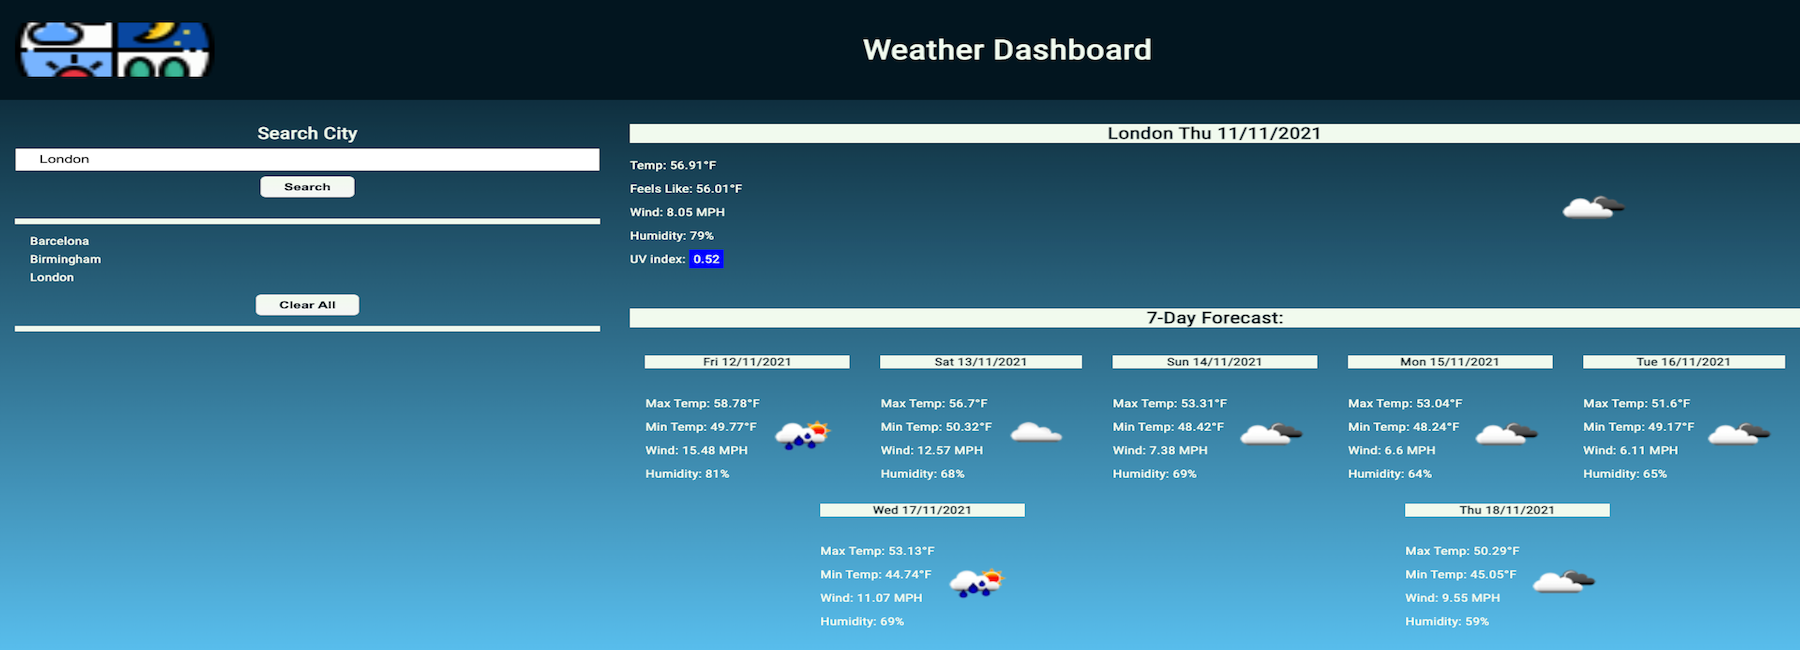 Weather Dashboard
Search City
London
Search
Barcelona
Birmingham
London
Clear All
London Thu 11/11/2021
Temp: 56.91°F
Feels Like: 56.01°F
Wind: 8.05 MPH
Humidity: 79%
UV index: 0.52
7-Day Forecast:
Fri 12/11/2021
Max Temp: 58.78°F
Min Temp: 49.77°F
Wind: 15.48 MPH
Humidity: 81%
Sat 13/11/2021
Max Temp: 56.7°F
Min Temp: 50.32°F
Wind: 12.57 MPH
Humidity: 68%
Sun 14/11/2021
Max Temp: 53.31°F
Min Temp: 48.42°F
Wind: 7.38 MPH
Humidity: 69%
Mon 15/11/2021
Max Temp: 53.04°F
Min Temp: 48.24°F
Wind: 6.6 MPH
Humidity: 64%
Tue 16/11/2021
Max Temp: 51.6°F
Min Temp: 49.17°F
Wind: 6.11 MPH
Humidity: 65%
Wed 17/11/2021
Max Temp: 53.13°F
Min Temp: 44.74°F
Wind: 11.07 MPH
Humidity: 69%
Thu 18/11/2021
Max Temp: 50.29°F
Min Temp: 45.05°F
Wind: 9.55 MPH
Humidity: 59%